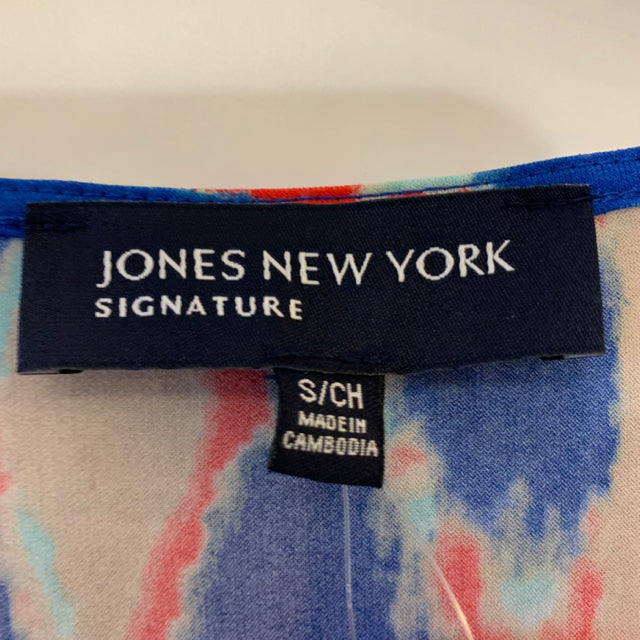 JONES NEW YORK
SIGNATURE
S/CH
MADE IN
CAMBODIA